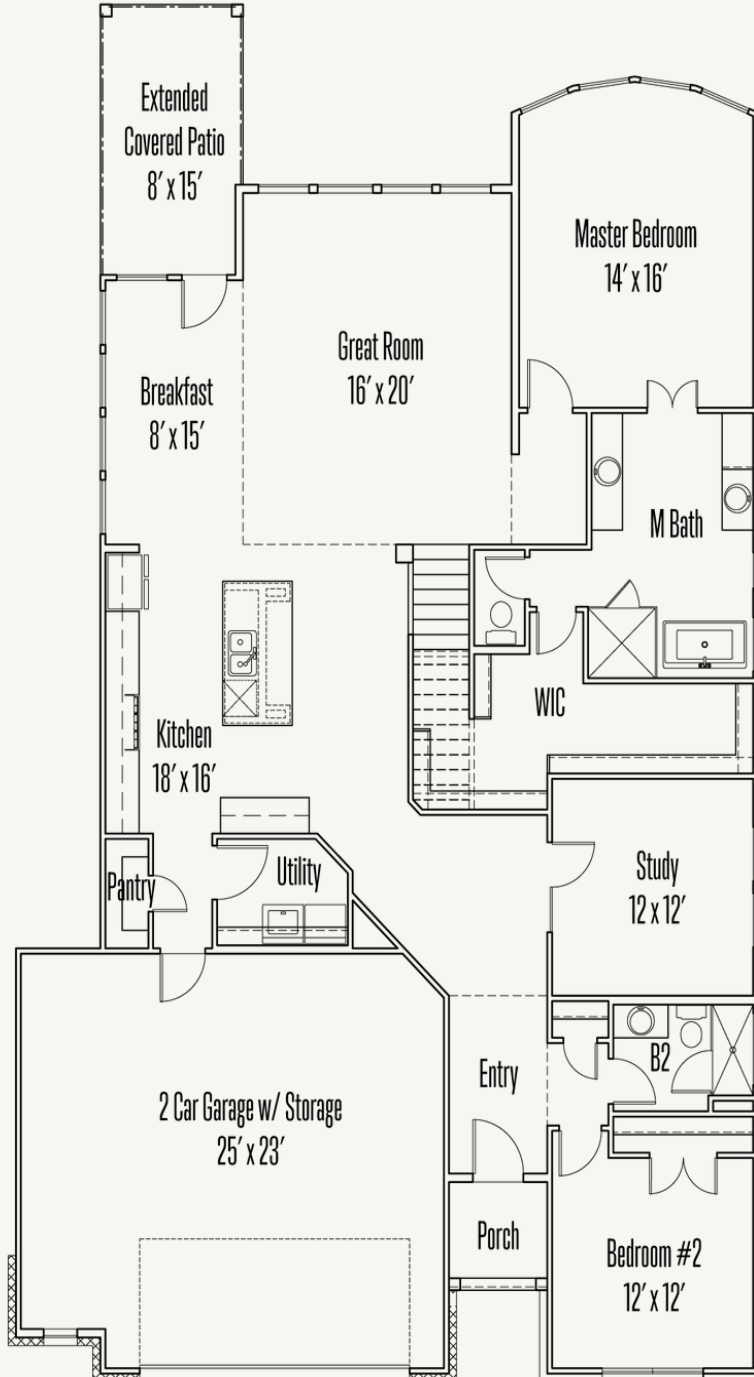 Extended
Covered Patio
8' x 15'
Master Bedroom
14' x 16'
Great Room
16' x 20'
Breakfast
8' x 15'
M Bath
WIC
Kitchen
18' x 16'
Pantry
Utility
Study
12 x 12'
B2
Entry
2 Car Garage w/ Storage
25' x 23'
Porch
Bedroom #2
12' x 12'